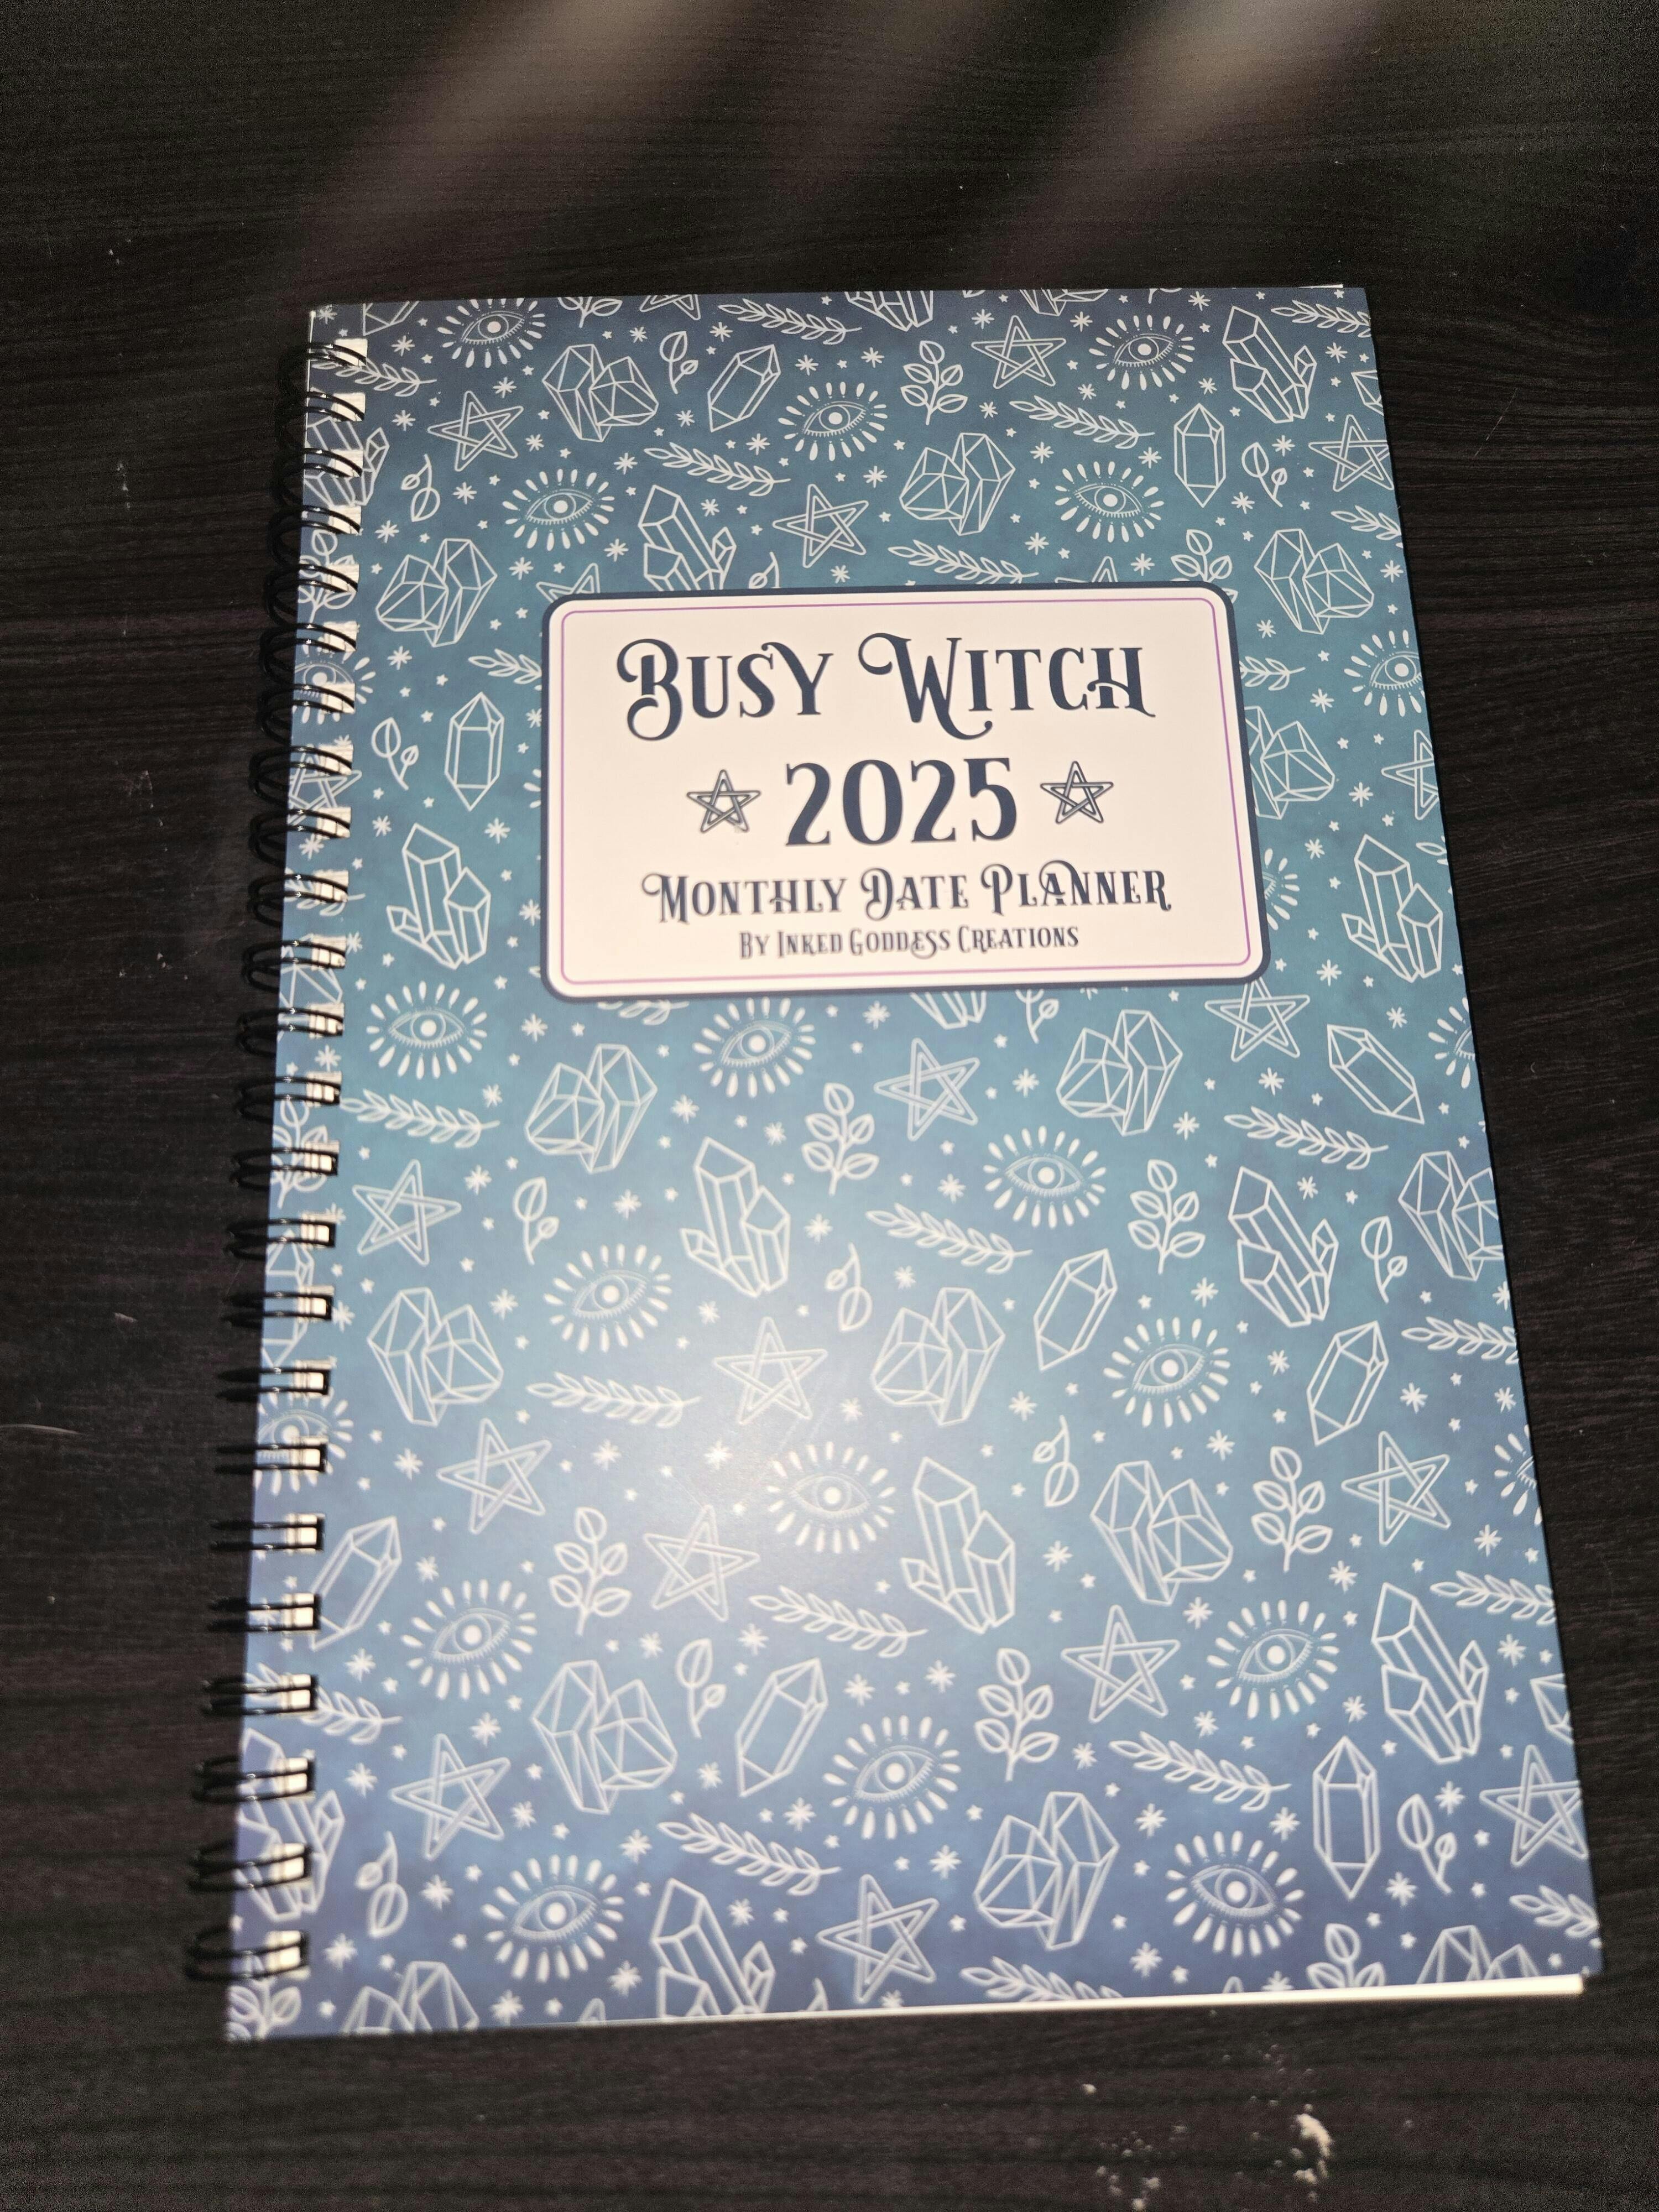 Busy Witch
2025
Monthly Date Planner
By Inked Goddess Creations